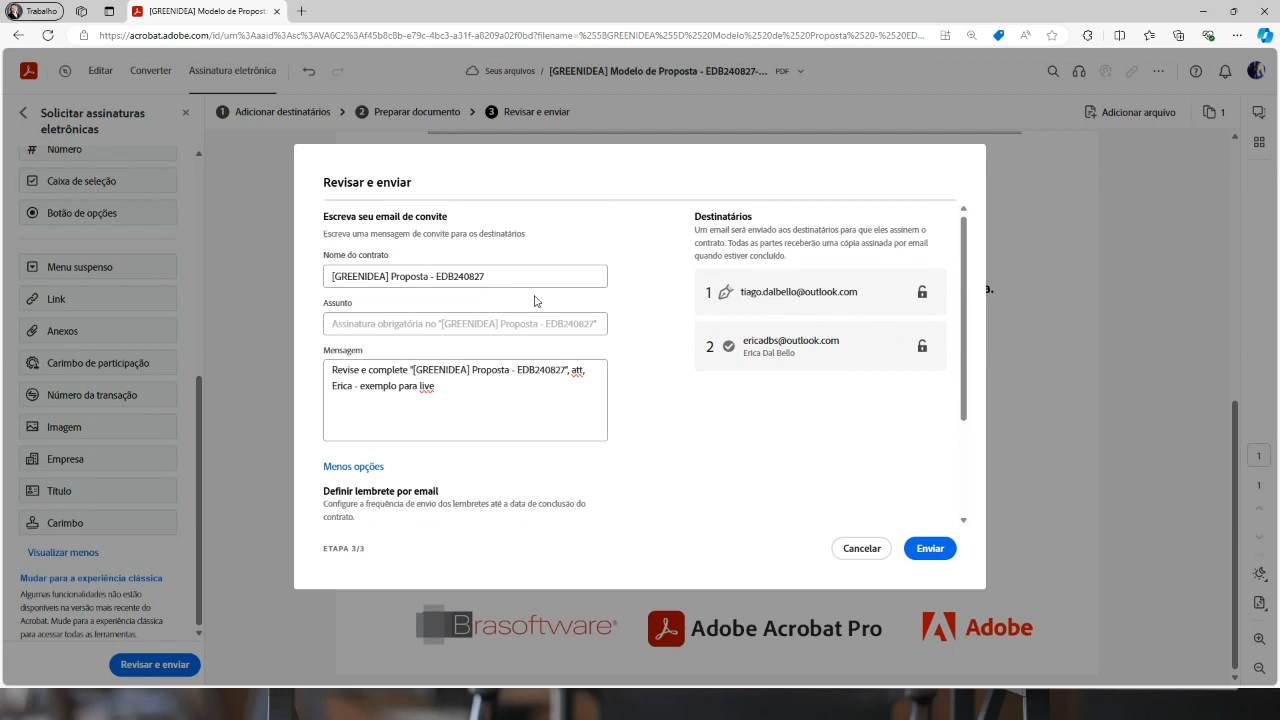 Trabalho
[GREENIDEA] Modelo de Propost
https://acrobat.adobe.com/id/urn%3Aaaid%3Asc%3AVA6C2%3Af45b8c8b-e79c-4bc3-a31f-a8209a02f0bd?filename=%255BGREENIDEA%255D%2520Modelo%2520de%2520Proposta%2520-%2520ED...
Editar
Converter
Assinatura eletrônica
Seus arquivos / [GREENIDEA] Modelo de Proposta - EDB240827-...
PDF
Solicitar assinaturas
eletrônicas
1 Adicionar destinatários
2 Preparar documento
3 Revisar e enviar
Adicionar arquivo
1
Número
Caixa de seleção
Botão de opções
Menu suspenso
Link
Anexos
Carimbo de participação
Número da transação
Imagem
Empresa
Título
Carimbo
Visualizar menos
Mudar para a experiência clássica
Algumas funcionalidades não estão
disponíveis na versão mais recente do
Acrobat. Mude para a experiência clássica
para acessar todas as ferramentas.
Revisar e enviar
Revisar e enviar
Escreva seu email de convite
Escreva uma mensagem de convite para os destinatários
Nome do contrato
[GREENIDEA] Proposta - EDB240827
Assunto
Assinatura obrigatória no "[GREENIDEA] Proposta - EDB240827"
Mensagem
Revise e complete "[GREENIDEA] Proposta - EDB240827", att,
Erica - exemplo para live
Menos opções
Definir lembrete por email
Configure a frequência de envio dos lembretes até a data de conclusão do
contrato.
ETAPA 3/3
Destinatários
Um email será enviado aos destinatários para que eles assinem o
contrato. Todas as partes receberão uma cópia assinada por email
quando estiver concluído.
1 tiago.dalbello@outlook.com
2 ericadbs@outlook.com
Erica Dal Bello
Cancelar
Enviar
a.
1
1
Brasoftware®
Adobe Acrobat Pro
Adobe